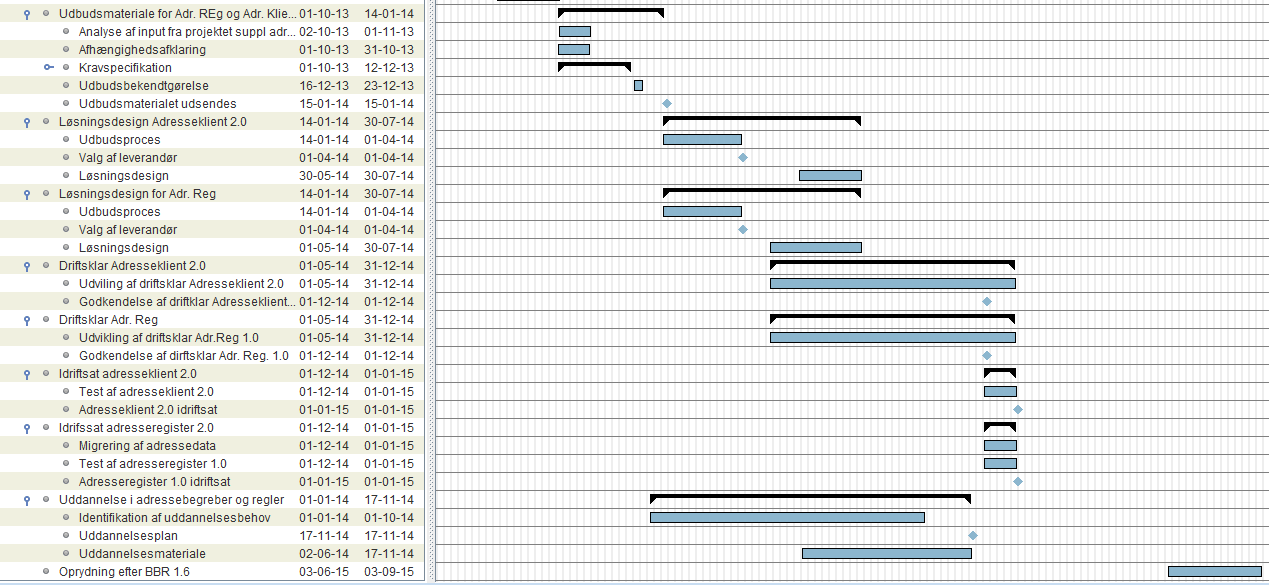 Udbudsmateriale for Adr. REg og Adr. Klie... 01-10-13 14-01-14
Analyse af input fra projektet suppl adr... 02-10-13 01-11-13
Afhængighedsafklaring 01-10-13 31-10-13
Kravspecifikation 01-10-13 12-12-13
Udbudsbekendtgørelse 16-12-13 23-12-13
Udbudsmaterialet udsendes 15-01-14 15-01-14
Løsningsdesign Adresseklient 2.0 14-01-14 30-07-14
Udbudsproces 14-01-14 01-04-14
Valg af leverandør 01-04-14 01-04-14
Løsningsdesign 30-05-14 30-07-14
Løsningsdesign for Adr. Reg 14-01-14 30-07-14
Udbudsproces 14-01-14 01-04-14
Valg af leverandør 01-04-14 01-04-14
Løsningsdesign 01-05-14 30-07-14
Driftsklar Adresseklient 2.0 01-05-14 31-12-14
Udviling af driftsklar Adresseklient 2.0 01-05-14 31-12-14
Godkendelse af driftklar Adresseklient... 01-12-14 01-12-14
Driftsklar Adr. Reg 01-05-14 31-12-14
Udvikling af driftsklar Adr.Reg 1.0 01-05-14 31-12-14
Godkendelse af dirftsklar Adr. Reg. 1.0 01-12-14 01-12-14
Idriftsat adresseklient 2.0 01-12-14 01-01-15
Test af adresseklient 2.0 01-12-14 01-01-15
Adresseklient 2.0 idriftsat 01-01-15 01-01-15
Idrifssat adresseregister 2.0 01-12-14 01-01-15
Migrering af adressedata 01-12-14 01-01-15
Test af adresseregister 1.0 01-12-14 01-01-15
Adresseregister 1.0 idriftsat 01-01-15 01-01-15
Uddannelse i adressebegreber og regler 01-01-14 17-11-14
Identifikation af uddannelsesbehov 01-01-14 01-10-14
Uddannelsesplan 17-11-14 17-11-14
Uddannelsesmateriale 02-06-14 17-11-14
Oprydning efter BBR 1.6 03-06-15 03-09-15